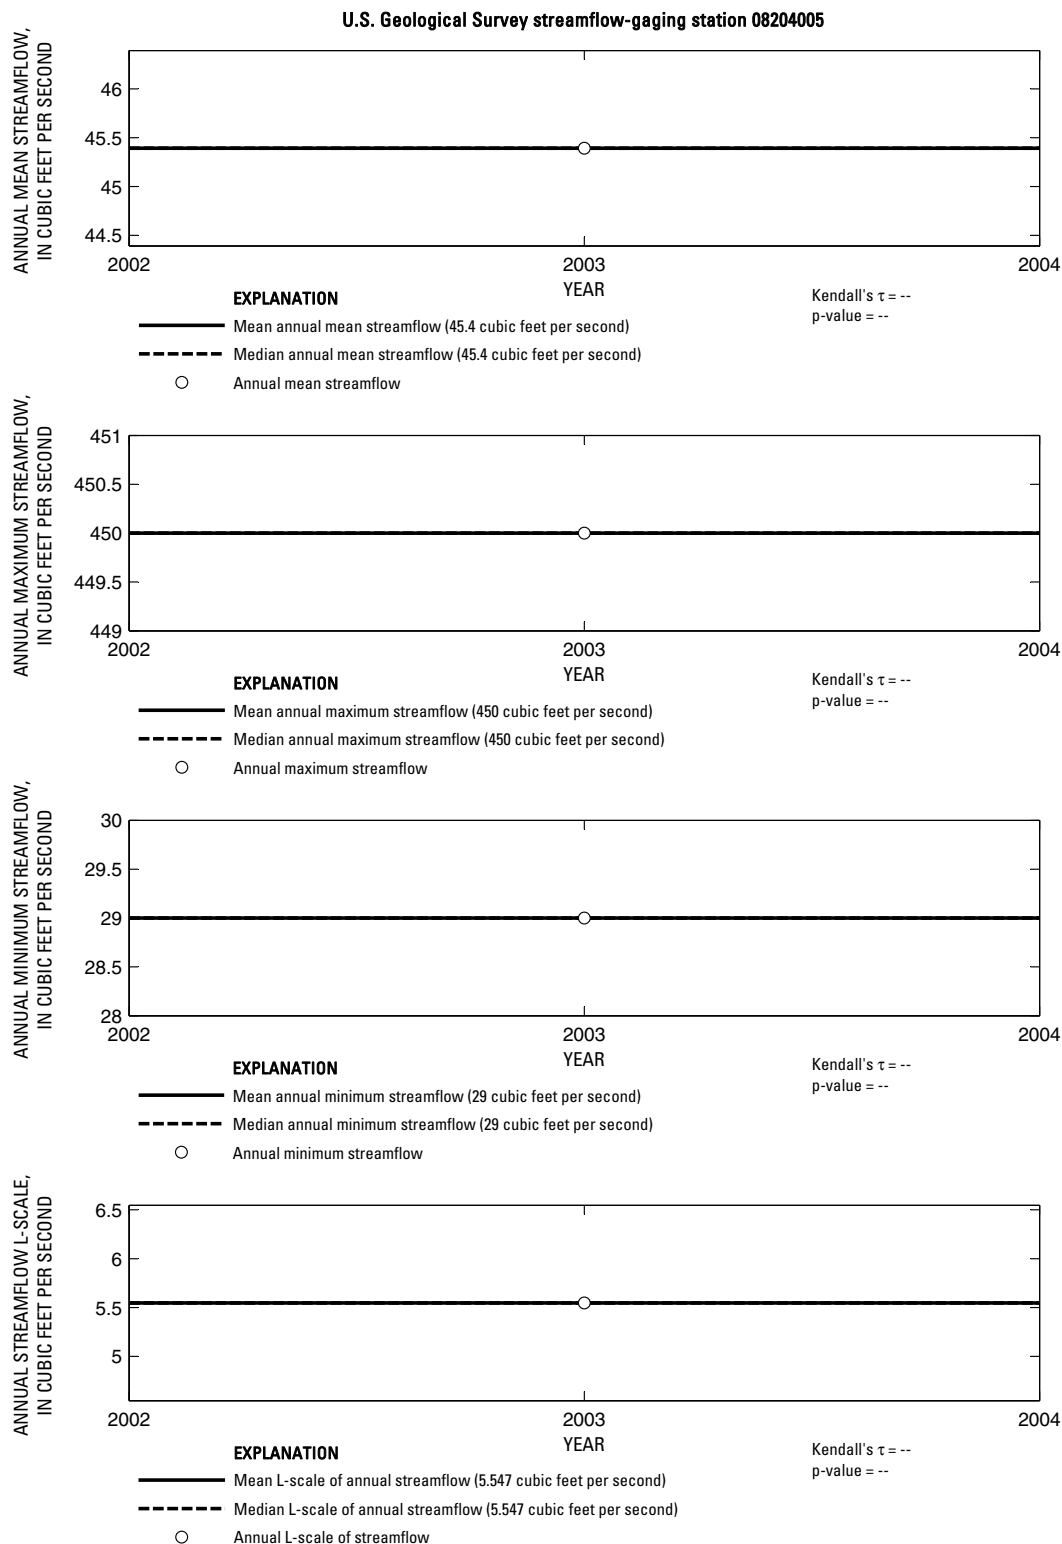 U.S. Geological Survey streamflow-gaging station 08204005
ANNUAL MEAN STREAMFLOW,
IN CUBIC FEET PER SECOND
46
45.5
45
44.5
2002
2003
2004
YEAR
EXPLANATION
Mean annual mean streamflow (45.4 cubic feet per second)
Median annual mean streamflow (45.4 cubic feet per second)
Annual mean streamflow
Kendall's τ = --
p-value = --
ANNUAL MAXIMUM STREAMFLOW,
IN CUBIC FEET PER SECOND
451
450.5
450
449.5
449
2002
2003
2004
YEAR
EXPLANATION
Mean annual maximum streamflow (450 cubic feet per second)
Median annual maximum streamflow (450 cubic feet per second)
Annual maximum streamflow
Kendall's τ = --
p-value = --
ANNUAL MINIMUM STREAMFLOW,
IN CUBIC FEET PER SECOND
30
29.5
29
28.5
28
2002
2003
2004
YEAR
EXPLANATION
Mean annual minimum streamflow (29 cubic feet per second)
Median annual minimum streamflow (29 cubic feet per second)
Annual minimum streamflow
Kendall's τ = --
p-value = --
ANNUAL STREAMFLOW L-SCALE,
IN CUBIC FEET PER SECOND
6.5
6
5.5
5
2002
2003
2004
YEAR
EXPLANATION
Mean L-scale of annual streamflow (5.547 cubic feet per second)
Median L-scale of annual streamflow (5.547 cubic feet per second)
Annual L-scale of streamflow
Kendall's τ = --
p-value = --